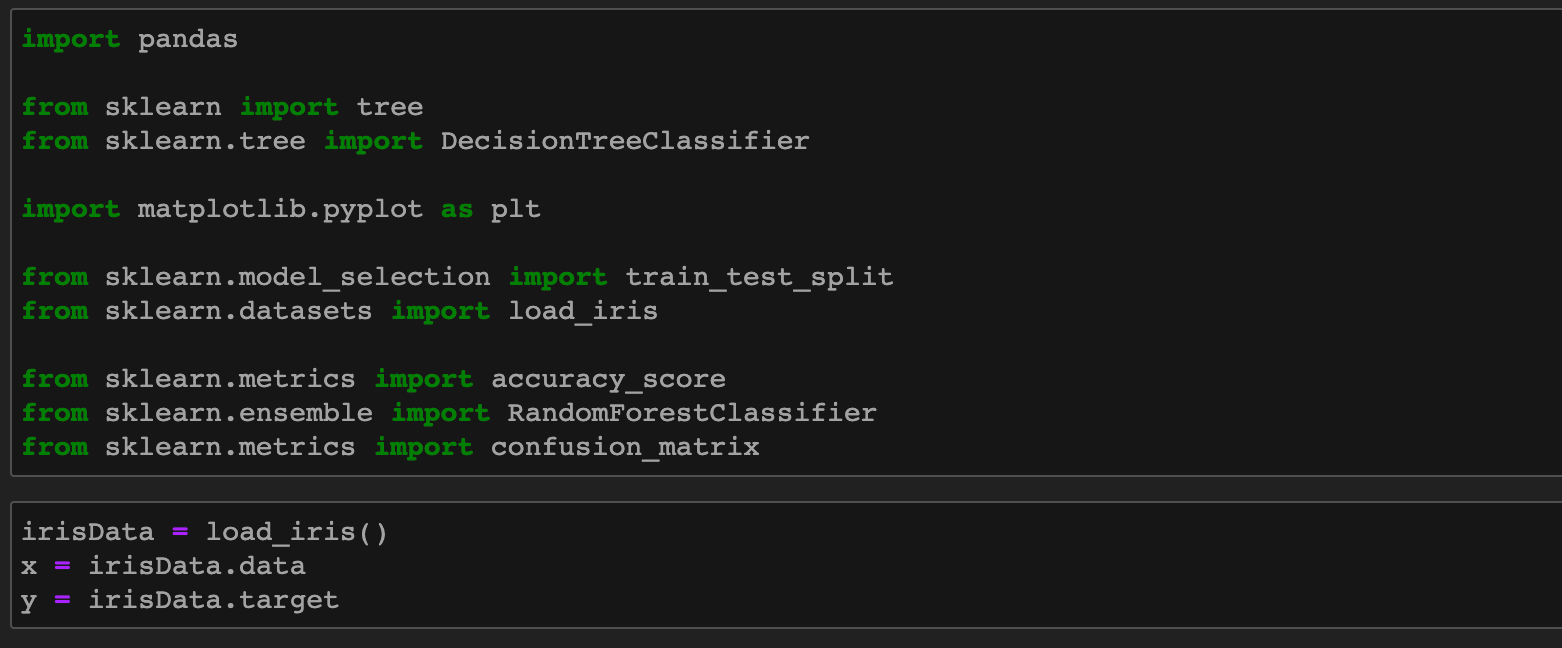 import pandas
from sklearn import tree
from sklearn.tree import DecisionTreeClassifier
import matplotlib.pyplot as plt
from sklearn.model_selection import train_test_split
from sklearn.datasets import load_iris
from sklearn.metrics import accuracy_score
from sklearn.ensemble import RandomForestClassifier
from sklearn.metrics import confusion_matrix
irisData = load_iris()
x = irisData.data
y = irisData.target